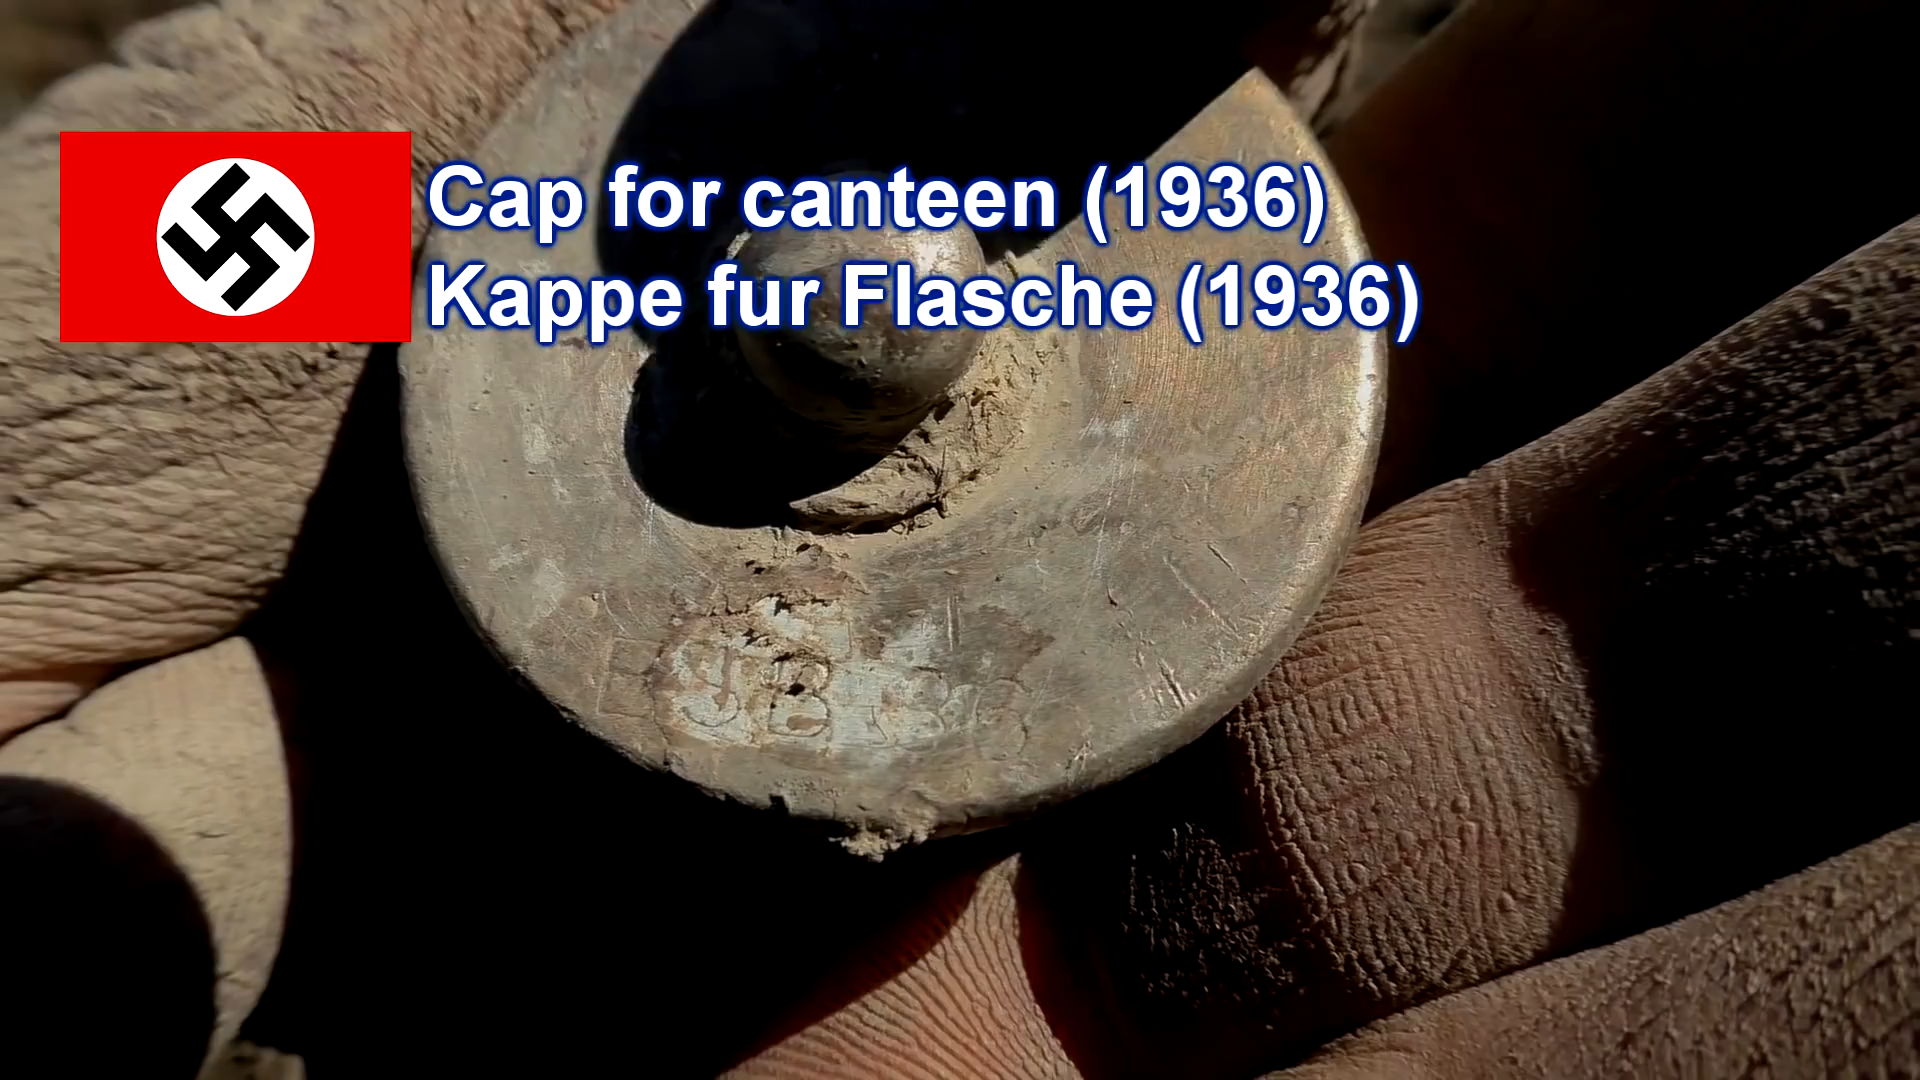 Cap for canteen (1936)
Kappe fur Flasche (1936)